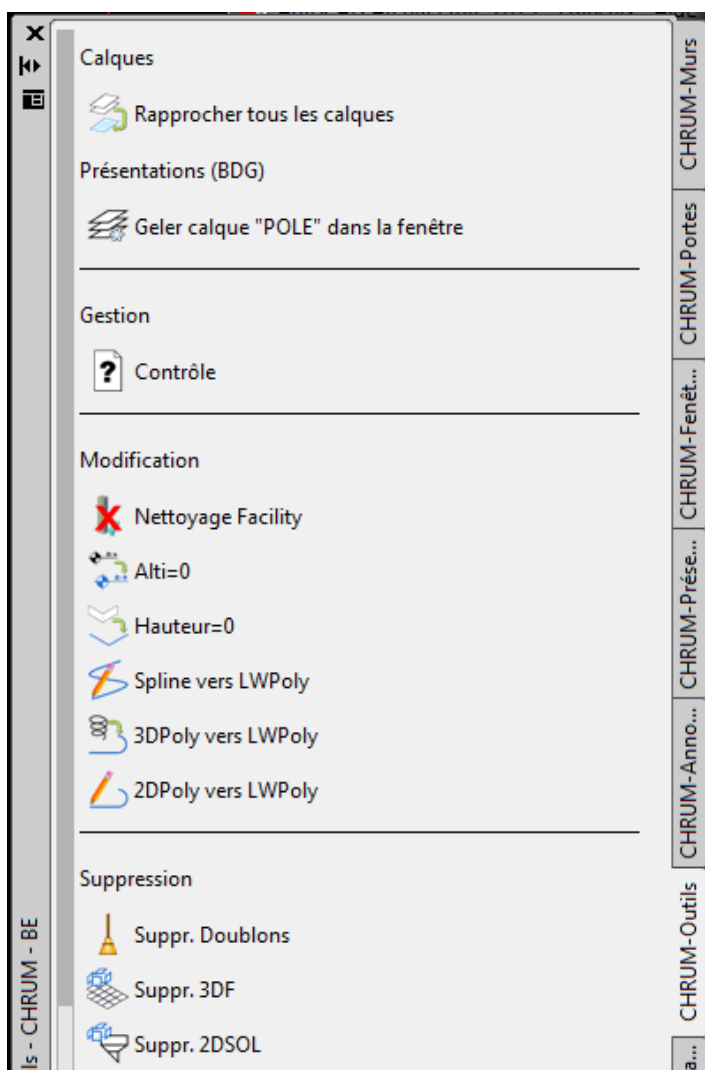 Calques
Rapprocher tous les calques
Présentations (BDG)
Geler calque "POLE" dans la fenêtre
Gestion
? Contrôle
Modification
Nettoyage Facility
Alti=0
Hauteur=0
Spline vers LWPoly
3DPoly vers LWPoly
2DPoly vers LWPoly
Suppression
Suppr. Doublons
Suppr. 3DF
Suppr. 2DSOL
ls - CHRUM - BE
CHRUM-Murs
CHRUM-Portes
CHRUM-Fenêt...
CHRUM-Prése...
CHRUM-Anno...
CHRUM-Outils
a...